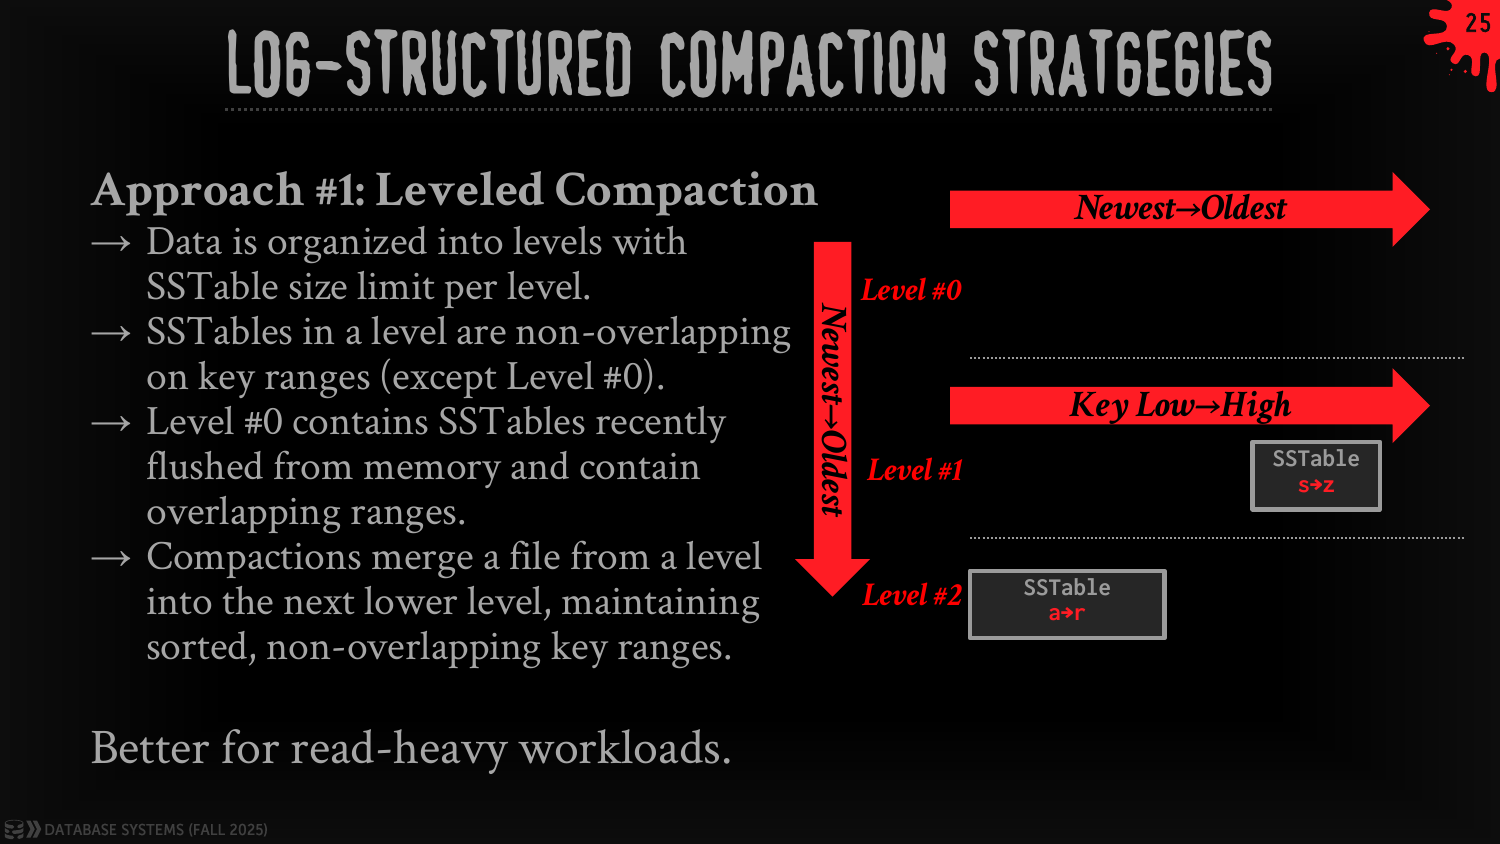 25
LOG-STRUCTURED COMPACTION STRATGEGIES
Approach #1: Leveled Compaction
→ Data is organized into levels with
SSTable size limit per level.
→ SSTables in a level are non-overlapping
on key ranges (except Level #0).
→ Level #0 contains SSTables recently
flushed from memory and contain
overlapping ranges.
→ Compactions merge a file from a level
into the next lower level, maintaining
sorted, non-overlapping key ranges.
Better for read-heavy workloads.
Newest→Oldest
Newest→Oldest
Level #0
Key Low→High
Level #1
SSTable
s→z
Level #2
SSTable
a→r
DATABASE SYSTEMS (FALL 2025)